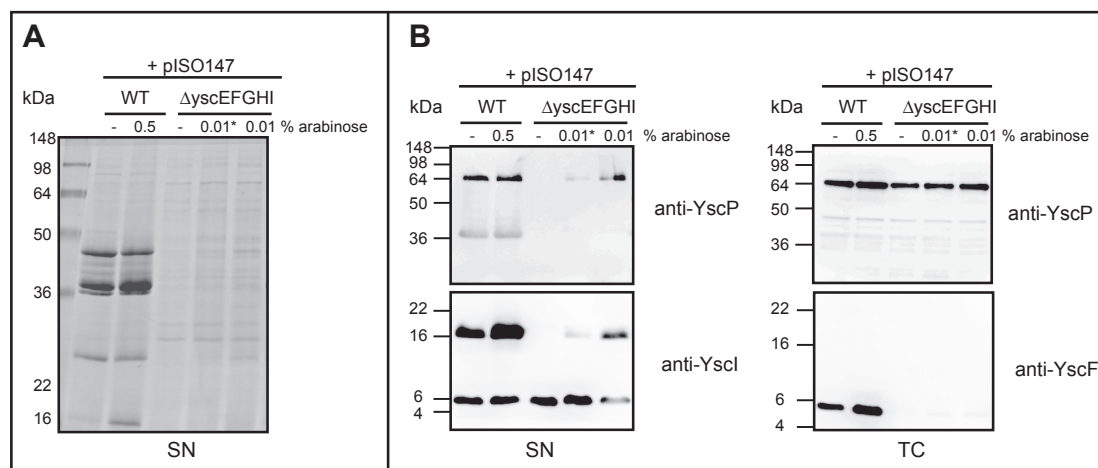 A
+ pISO147
kDa WT ΔyscEFGHI
- 0.5 - 0.01* 0.01 % arabinose
148
98
64
50
36
22
16
SN
B
+ pISO147
WT ΔyscEFGHI
kDa
- 0.5 - 0.01* 0.01 % arabinose
148
98
64
50
36
anti-YscP
22
16
6
4
anti-YscI
SN
+ pISO147
WT ΔyscEFGHI
kDa
- 0.5 - 0.01* 0.01 % arabinose
148
98
64
50
36
anti-YscP
22
16
6
4
anti-YscF
TC